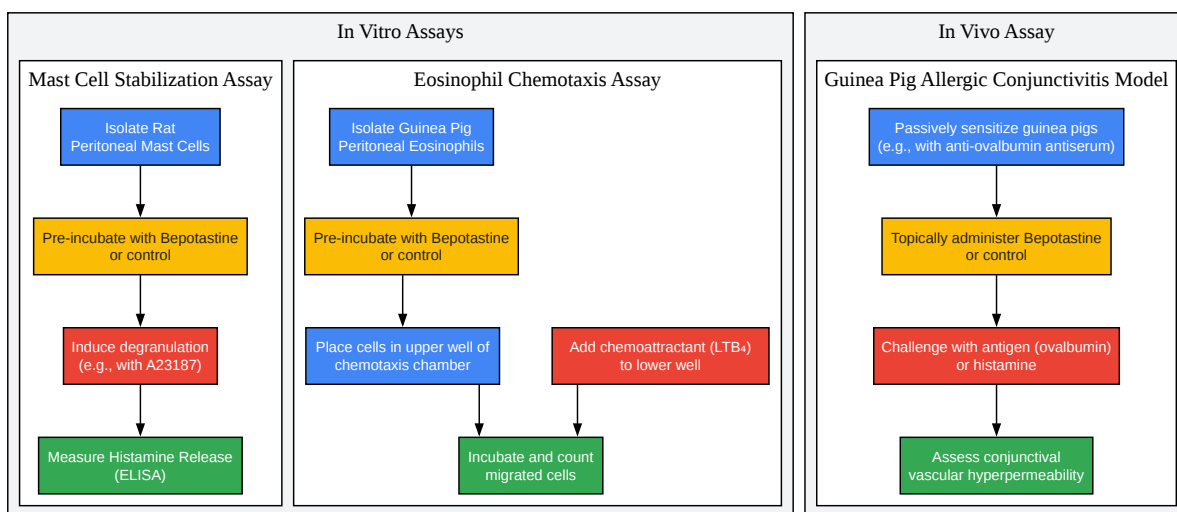 In Vitro Assays
Mast Cell Stabilization Assay
Isolate Rat
Peritoneal Mast Cells
Pre-incubate with Bepotastine
or control
Induce degranulation
(e.g., with A23187)
Measure Histamine Release
(ELISA)
Eosinophil Chemotaxis Assay
Isolate Guinea Pig
Peritoneal Eosinophils
Pre-incubate with Bepotastine
or control
Place cells in upper well of
chemotaxis chamber
Add chemoattractant (LTB₄)
to lower well
Incubate and count
migrated cells
In Vivo Assay
Guinea Pig Allergic Conjunctivitis Model
Passively sensitize guinea pigs
(e.g., with anti-ovalbumin antiserum)
Topically administer Bepotastine
or control
Challenge with antigen (ovalbumin)
or histamine
Assess conjunctival
vascular hyperpermeability